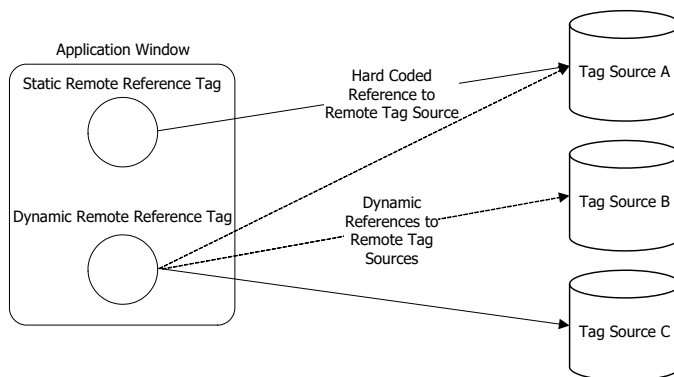 Application Window
Static Remote Reference Tag
Dynamic Remote Reference Tag
Hard Coded
Reference to
Remote Tag Source
Dynamic
References to
Remote Tag
Sources
Tag Source A
Tag Source B
Tag Source C